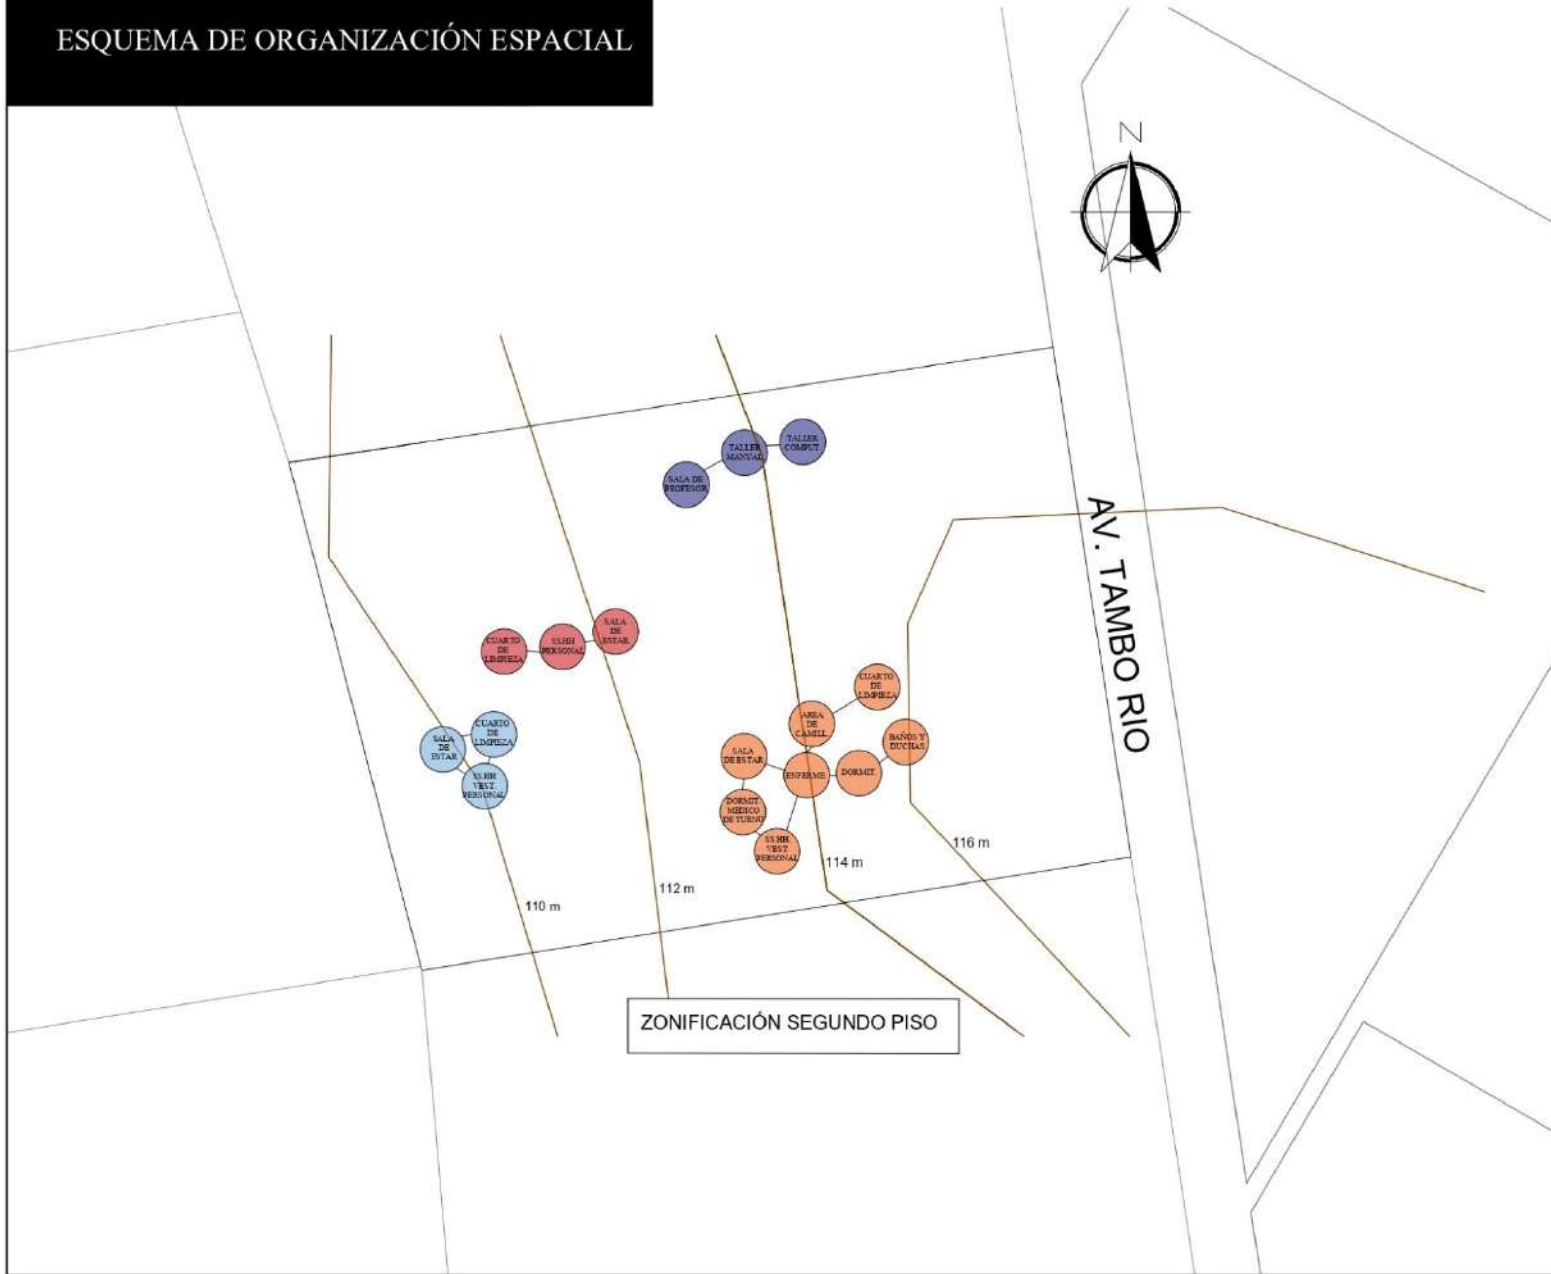 ESQUEMA DE ORGANIZACIÓN ESPACIAL
N
TALLER
COMPUT
TALLER
MANUAL
SALA DE
PROFESOR
AV. TAMBO RIO
SALA
DE
ESTAR
SS.HH
PERSONAL
CUARTO
DE
LIMPIEZA
CUARTO
DE
LIMPIEZA
AREA
DE
CAMILL
CUARTO
DE
LIMPIEZA
SALA
DE
ESTAR
SS.HH
VEST.
PERSONAL
BAÑOS Y
DUCHAS
SALA
DE ESTAR
ENFERME.
DORMIT.
DORMIT.
MEDICO
DE TURNO
SS.HH.
VEST.
PERSONAL
116 m
114 m
112 m
110 m
ZONIFICACIÓN SEGUNDO PISO